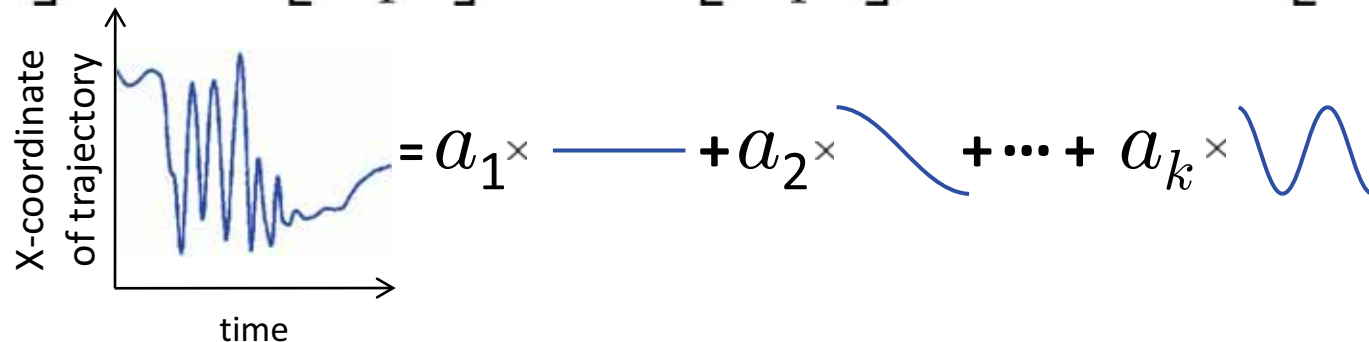 X-coordinate
of trajectory
= a₁× + a₂× +···+ aₖ ×
time